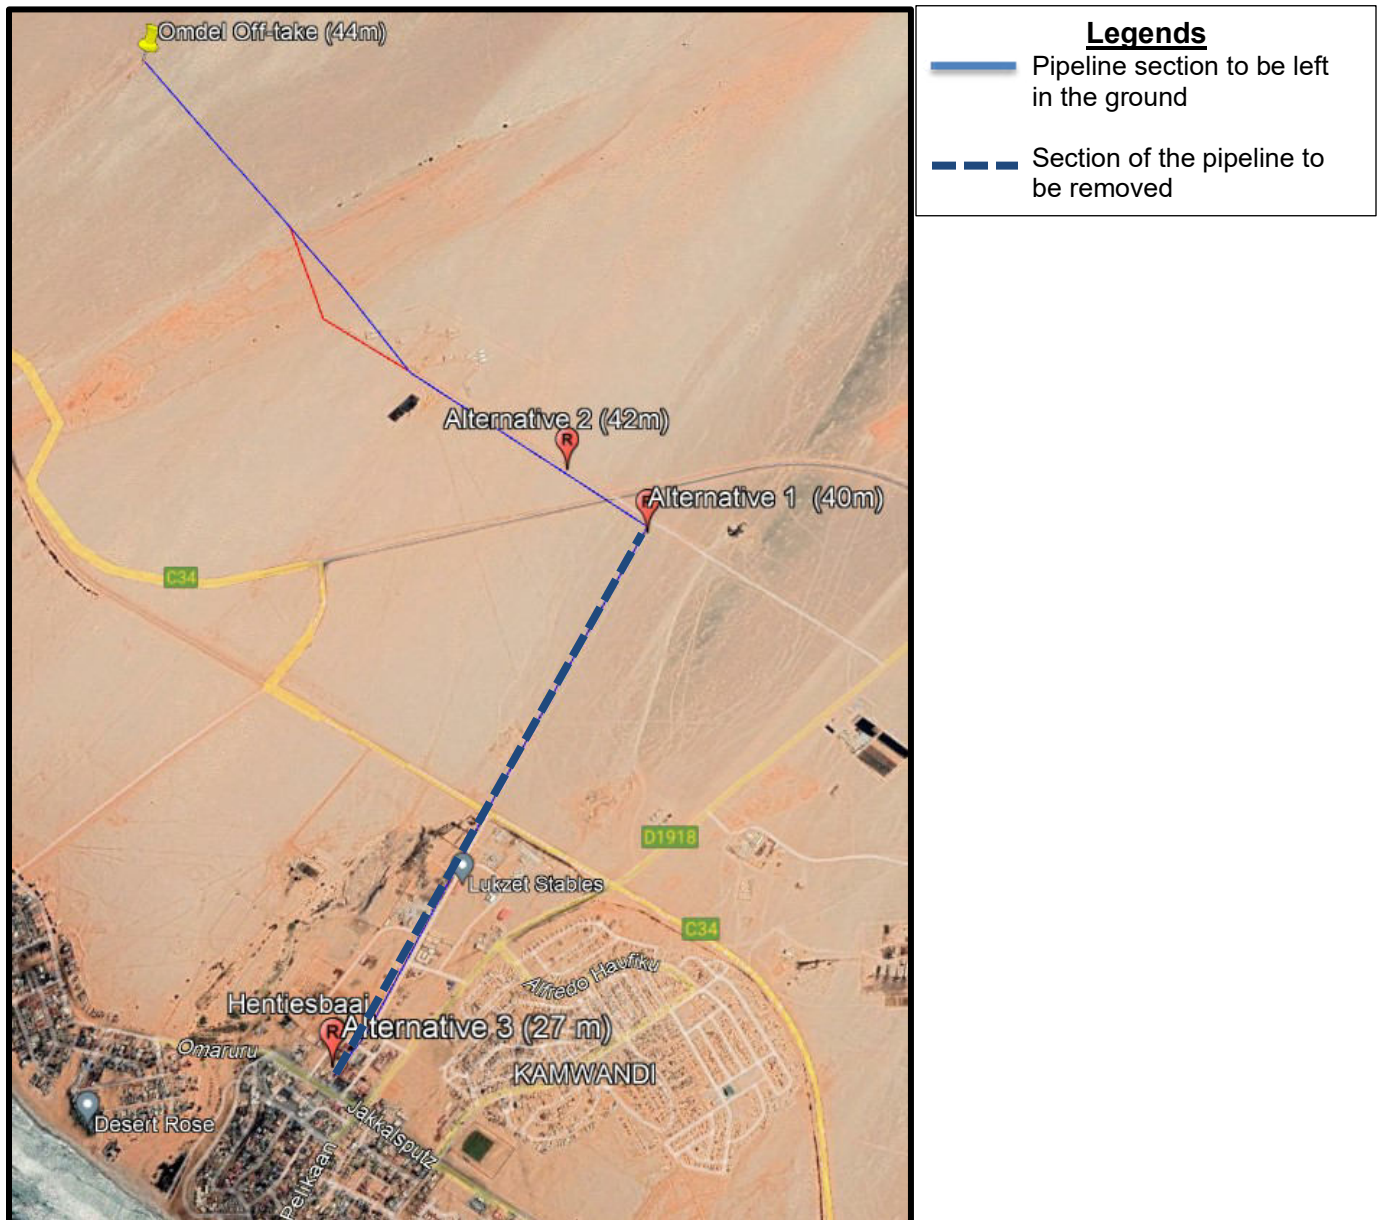 Omdel Off-take (44m)
Legends
Pipeline section to be left
in the ground
Section of the pipeline to
be removed
Alternative 2 (42m)
R
Alternative 1 (40m)
C34
D1918
Lukzet Stables
C34
Alfredo Haufiku
Hentiesbaai
R
Alternative 3 (27 m)
Omaruru
KAMWANDI
Desert Rose
Jakkalsputz
Pelikaan